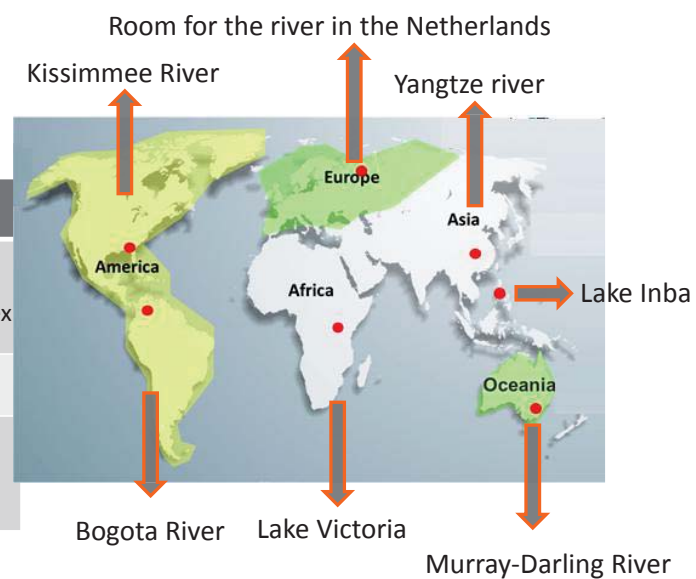 Room for the river in the Netherlands
Kissimmee River
Yangtze river
Europe
Asia
America
Africa
Lake Inba
x
Oceania
Bogota River
Lake Victoria
Murray-Darling River